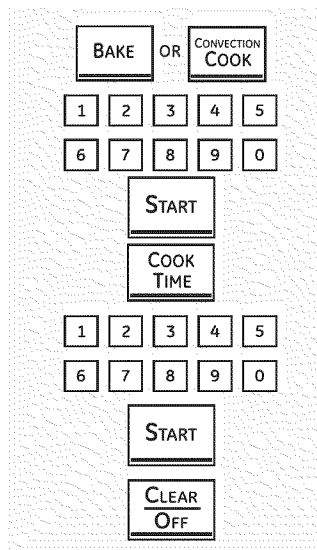 BAKE OR CONVECTION COOK
1 2 3 4 5
6 7 8 9 0
START
COOK
TIME
1 2 3 4 5
6 7 8 9 0
START
CLEAR
OFF